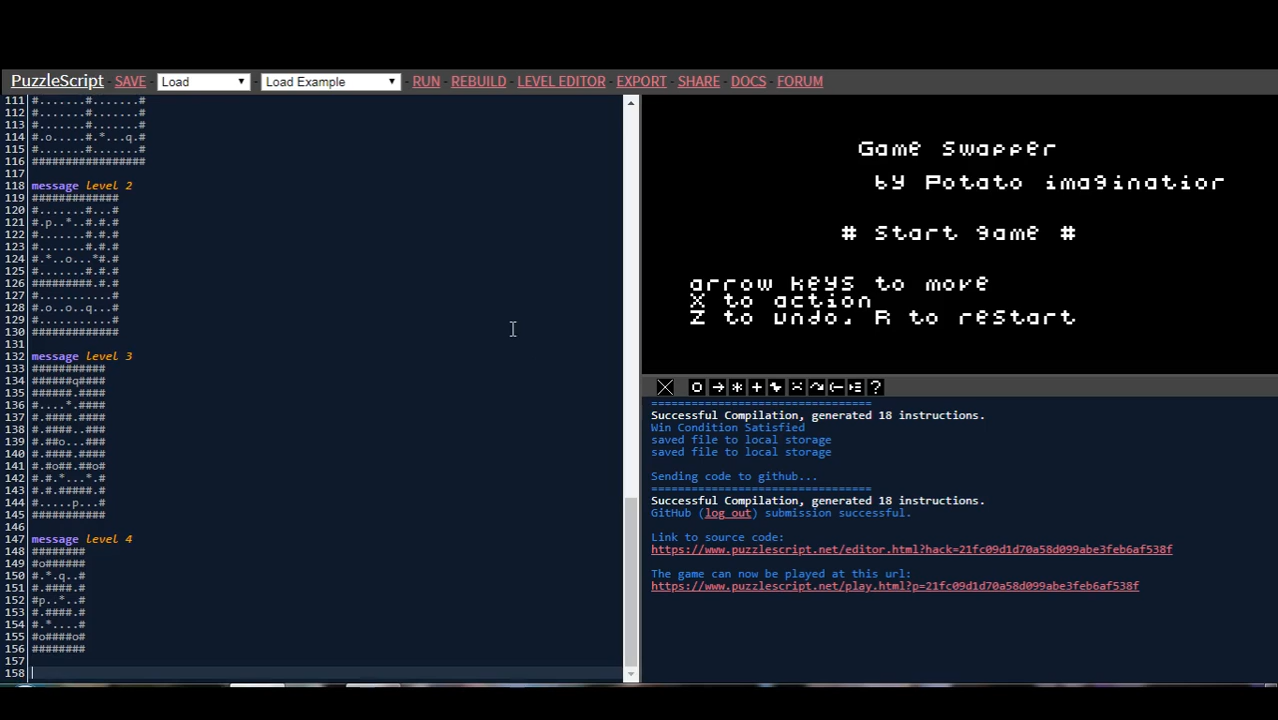 PuzzleScript - SAVE - Load - Load Example - RUN - REBUILD - LEVEL EDITOR - EXPORT - SHARE - DOCS - FORUM
111 #.......#.......#
112 #.......#.......#
113 #.......#.......#
114 #.o.....#.*...q.#
115 #.......#.......#
116 #################
117
118 message level 2
119 #############
120 #.......#...#
121 #.p..*..#.#.#
122 #.......#.#.#
123 #.......#.#.#
124 #.*..o...*#.#
125 #.......#.#.#
126 #########.#.#
127 #...........#
128 #.o..o..q...#
129 #...........#
130 #############
131
132 message level 3
133 ###########
134 ######q####
135 ######.####
136 #....*.####
137 #.####.####
138 #.####..###
139 #.##o...###
140 #.####.####
141 #.#o##.##o#
142 #.#.*...*.#
143 #.#.#####.#
144 #.....p...#
145 ###########
146
147 message level 4
148 ########
149 #o######
150 #.*.q..#
151 #.####.#
152 #p..*..#
153 #.####.#
154 #.*....#
155 #o####o#
156 ########
157
158
Game Swapper
by Potato imaginatior
# Start game #
arrow keys to move
X to action
Z to undo, R to restart
=================================
Successful Compilation, generated 18 instructions.
Win Condition Satisfied
saved file to local storage
saved file to local storage
Sending code to github...
=================================
Successful Compilation, generated 18 instructions.
GitHub (log out) submission successful.
Link to source code:
https://www.puzzlescript.net/editor.html?hack=21fc09d1d70a58d099abe3feb6af538f
The game can now be played at this url:
https://www.puzzlescript.net/play.html?p=21fc09d1d70a58d099abe3feb6af538f